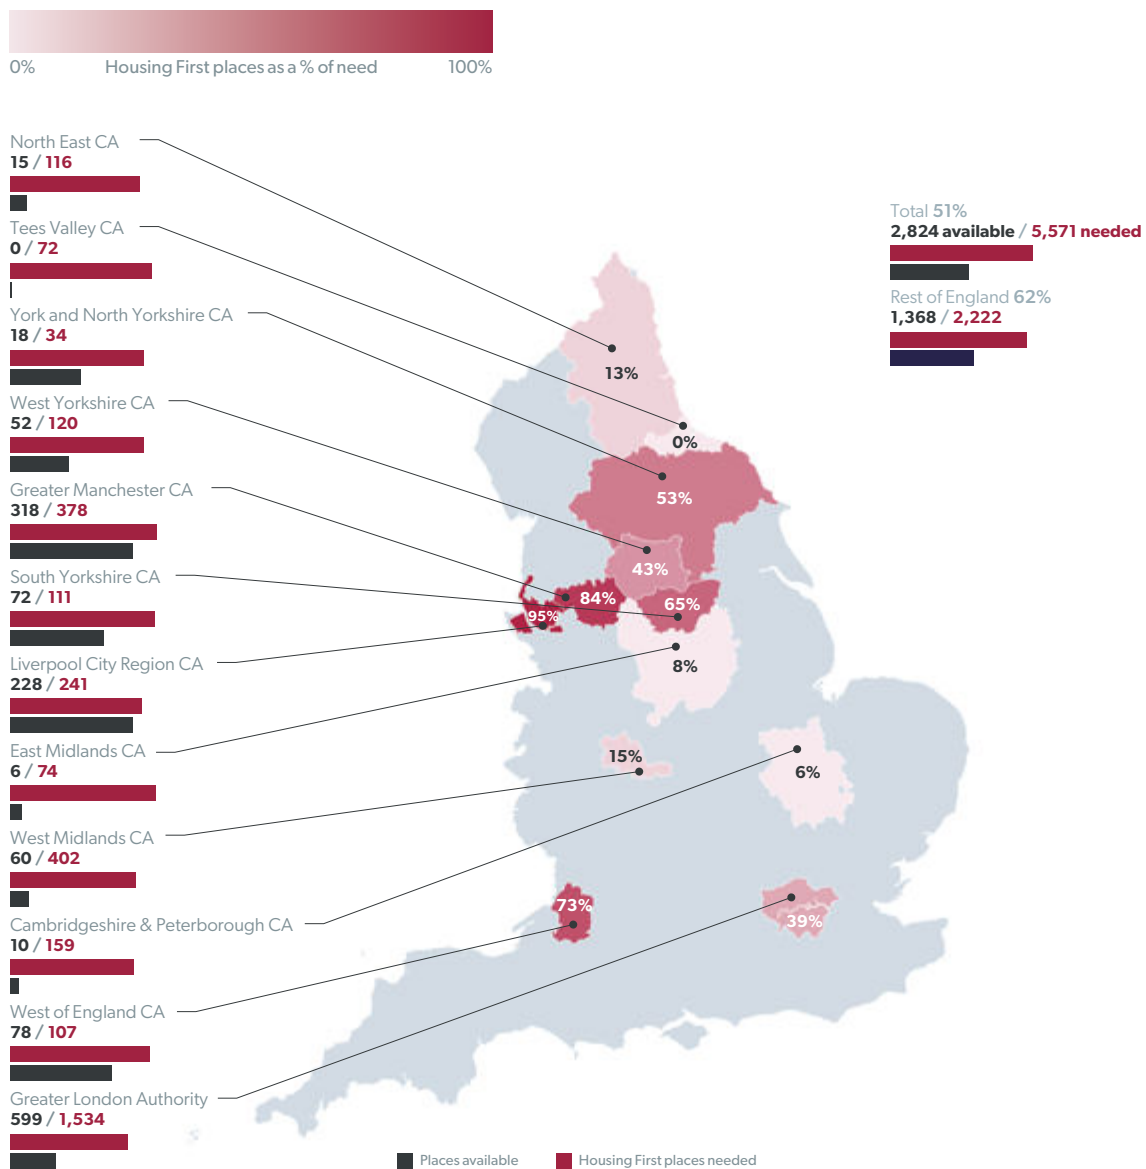 0% Housing First places as a % of need 100%
North East CA
15 / 116
Tees Valley CA
0 / 72
York and North Yorkshire CA
18 / 34
West Yorkshire CA
52 / 120
Greater Manchester CA
318 / 378
South Yorkshire CA
72 / 111
Liverpool City Region CA
228 / 241
East Midlands CA
6 / 74
West Midlands CA
60 / 402
Cambridgeshire & Peterborough CA
10 / 159
West of England CA
78 / 107
Greater London Authority
599 / 1,534
Total 51%
2,824 available / 5,571 needed
Rest of England 62%
1,368 / 2,222
13%
0%
53%
43%
84%
65%
95%
8%
15%
6%
73%
39%
Places available
Housing First places needed